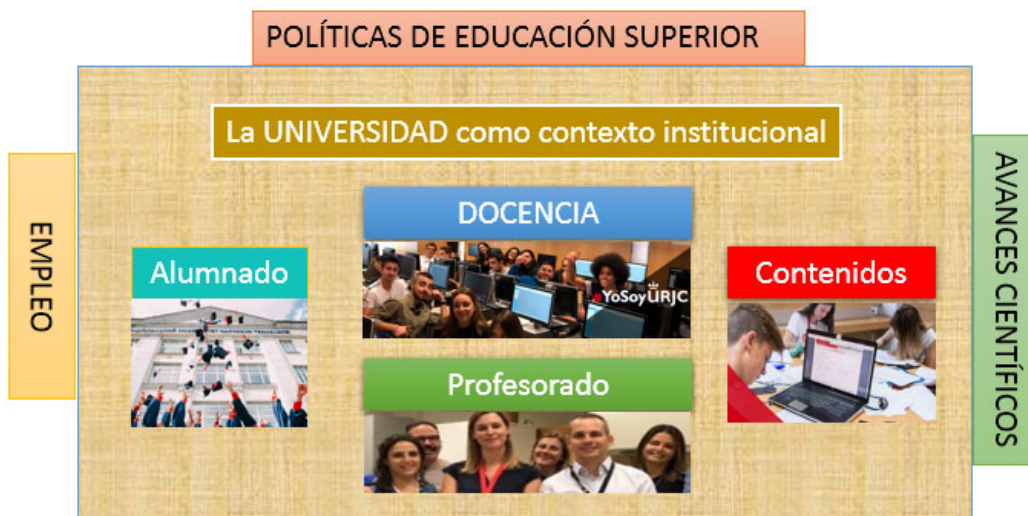 POLÍTICAS DE EDUCACIÓN SUPERIOR
La UNIVERSIDAD como contexto institucional
EMPLEO
AVANCES CIENTÍFICOS
DOCENCIA
Alumnado
#YoSoyURJC
Contenidos
Profesorado